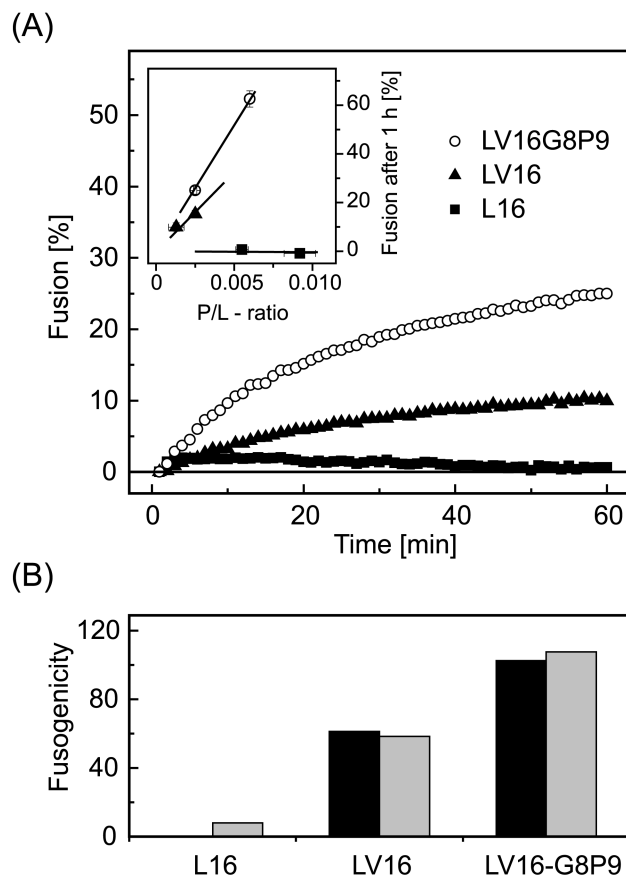 (A)
50
40
30
20
10
0
Fusion [%]
0
20
40
60
Time [min]
60
40
20
0
Fusion after 1 h [%]
0
0.005
0.010
P/L - ratio
LV16G8P9
LV16
L16
(B)
120
80
40
0
Fusogenicity
L16
LV16
LV16-G8P9